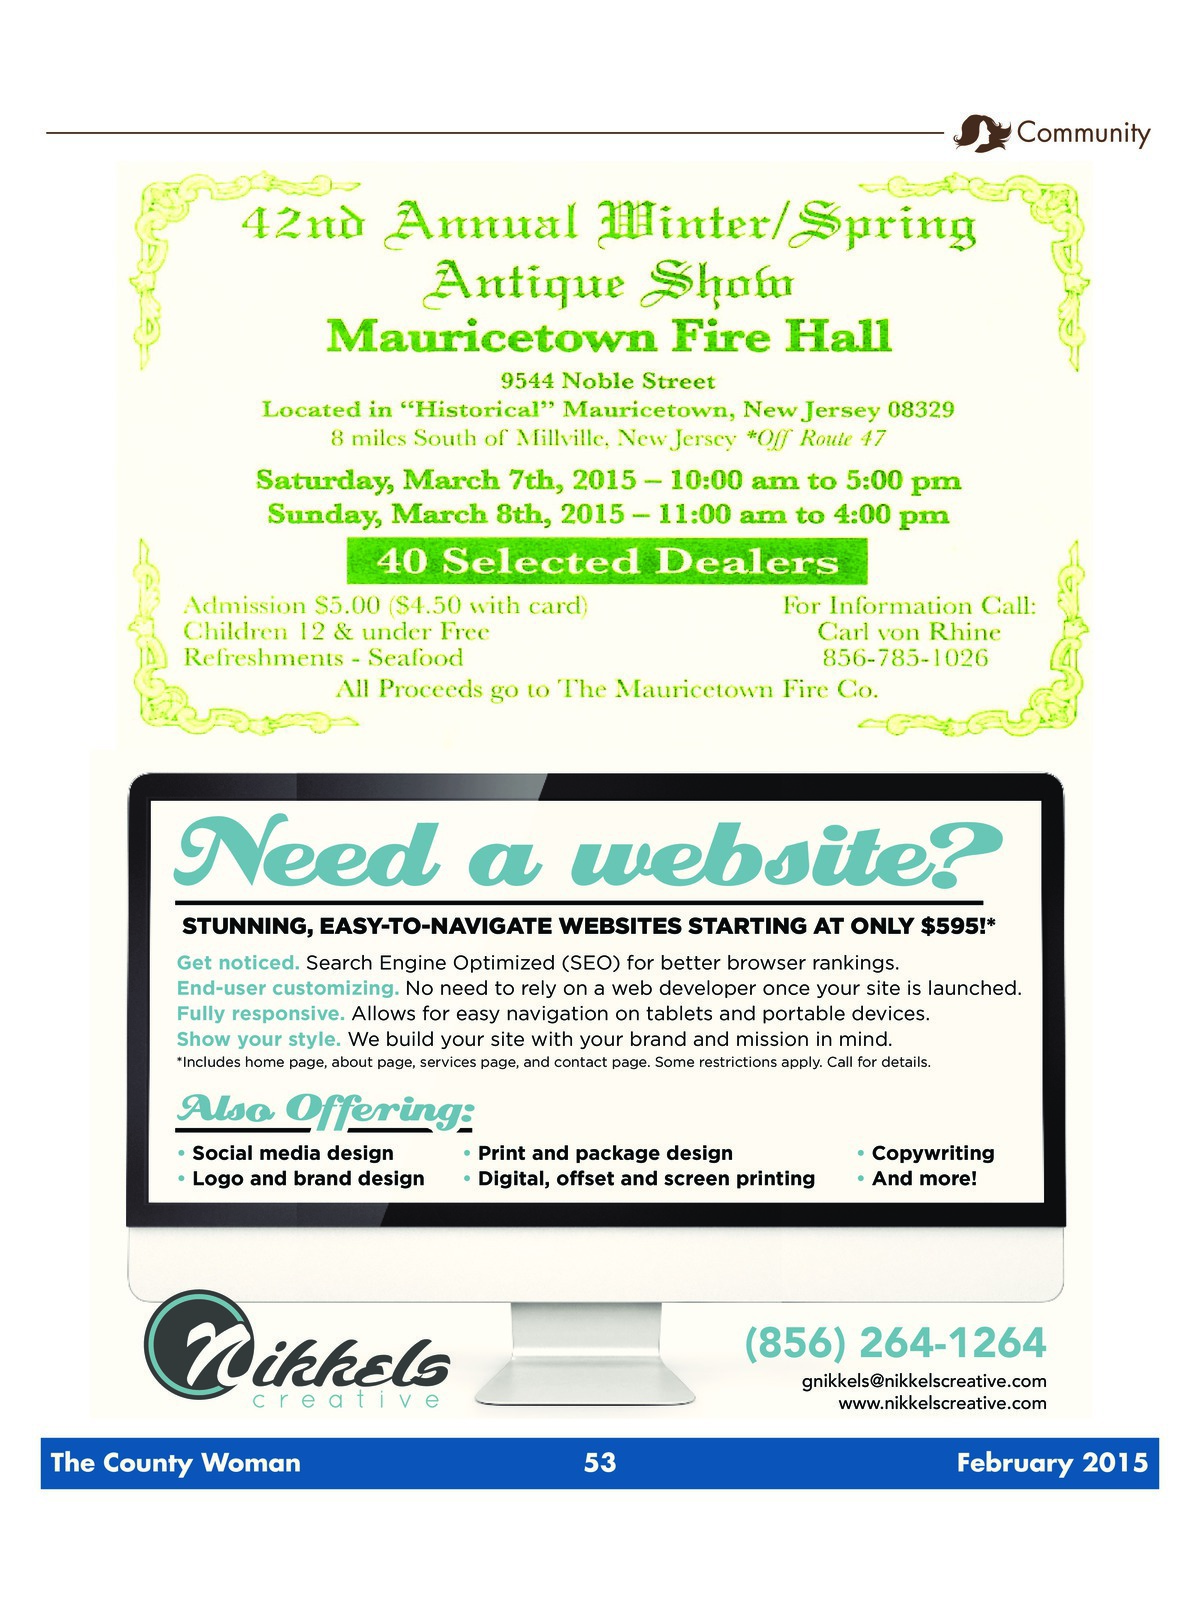 Community
42nd Annual Winter/Spring
Antique Show
Mauricetown Fire Hall
9544 Noble Street
Located in “Historical” Mauricetown, New Jersey 08329
8 miles South of Millville, New Jersey *Off Route 47
Saturday, March 7th, 2015 – 10:00 am to 5:00 pm
Sunday, March 8th, 2015 – 11:00 am to 4:00 pm
40 Selected Dealers
Admission $5.00 ($4.50 with card)
Children 12 & under Free
Refreshments - Seafood
For Information Call:
Carl von Rhine
856-785-1026
All Proceeds go to The Mauricetown Fire Co.
Need a website?
STUNNING, EASY-TO-NAVIGATE WEBSITES STARTING AT ONLY $595!*
Get noticed. Search Engine Optimized (SEO) for better browser rankings.
End-user customizing. No need to rely on a web developer once your site is launched.
Fully responsive. Allows for easy navigation on tablets and portable devices.
Show your style. We build your site with your brand and mission in mind.
*Includes home page, about page, services page, and contact page. Some restrictions apply. Call for details.
Also Offering:
• Social media design
• Logo and brand design
• Print and package design
• Digital, offset and screen printing
• Copywriting
• And more!
Nikkels
creative
(856) 264-1264
gnikkels@nikkelscreative.com
www.nikkelscreative.com
The County Woman 53 February 2015